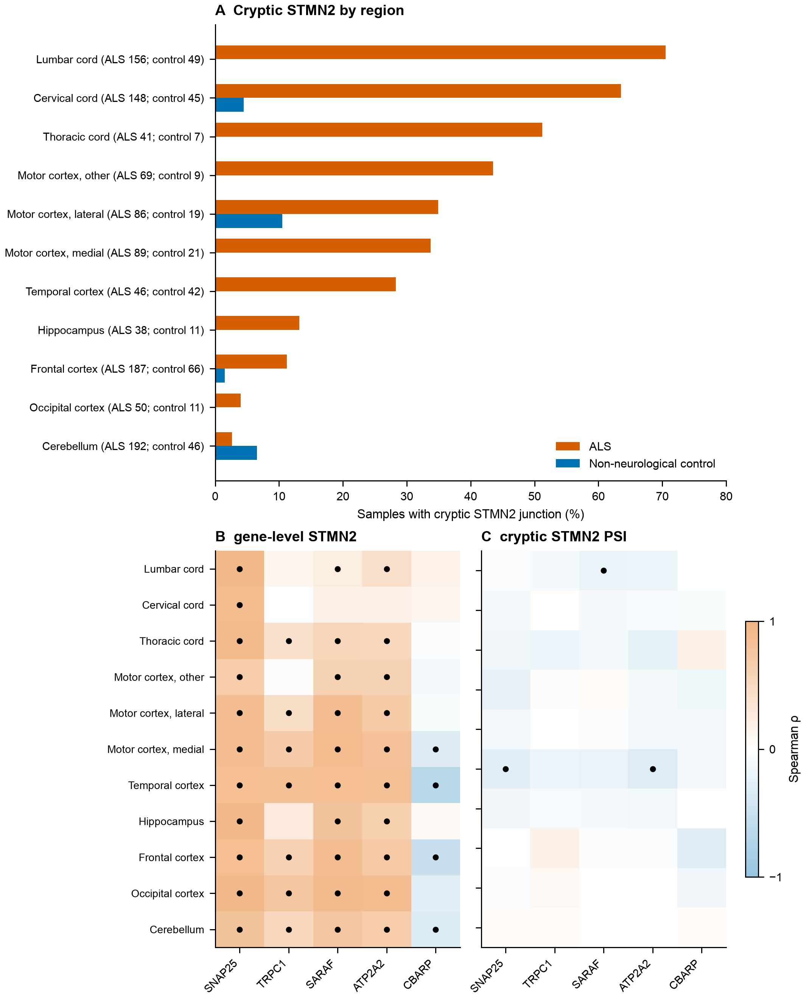 A Cryptic STMN2 by region
Lumbar cord (ALS 156; control 49)
Cervical cord (ALS 148; control 45)
Thoracic cord (ALS 41; control 7)
Motor cortex, other (ALS 69; control 9)
Motor cortex, lateral (ALS 86; control 19)
Motor cortex, medial (ALS 89; control 21)
Temporal cortex (ALS 46; control 42)
Hippocampus (ALS 38; control 11)
Frontal cortex (ALS 187; control 66)
Occipital cortex (ALS 50; control 11)
Cerebellum (ALS 192; control 46)
ALS
Non-neurological control
0 10 20 30 40 50 60 70 80
Samples with cryptic STMN2 junction (%)
B gene-level STMN2
Lumbar cord
Cervical cord
Thoracic cord
Motor cortex, other
Motor cortex, lateral
Motor cortex, medial
Temporal cortex
Hippocampus
Frontal cortex
Occipital cortex
Cerebellum
SNAP25 TRPC1 SARAF ATP2A2 CBARP
C cryptic STMN2 PSI
SNAP25 TRPC1 SARAF ATP2A2 CBARP
1
0
−1
Spearman ρ